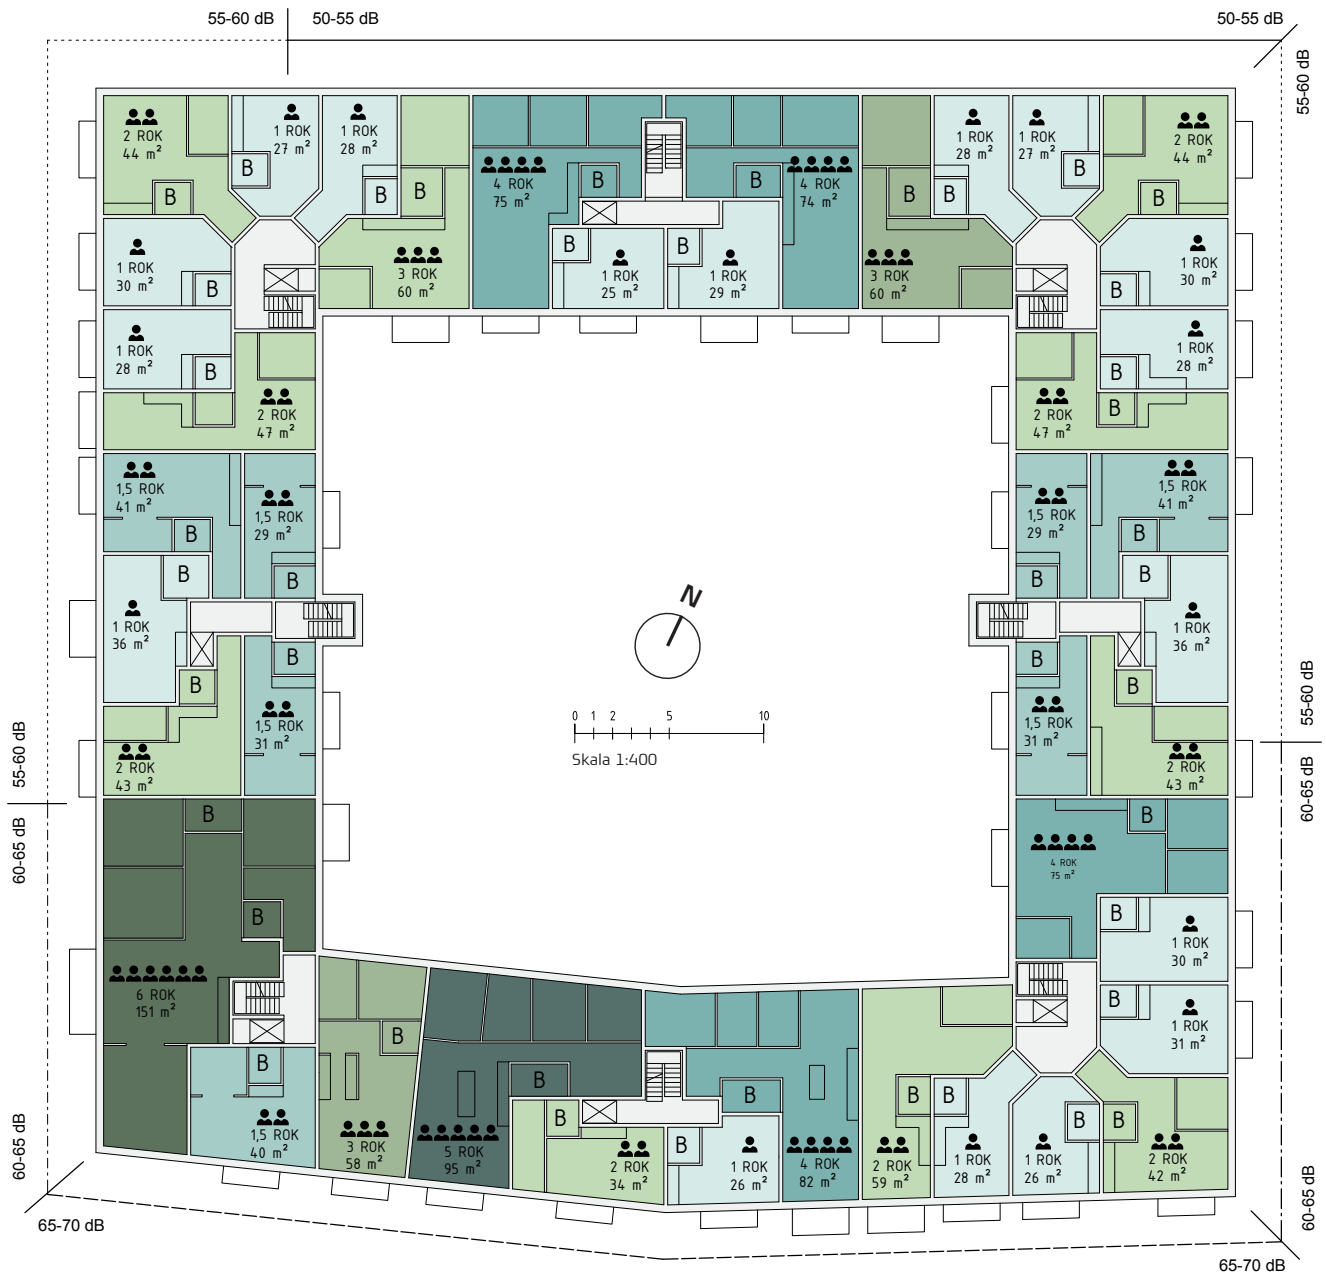 55-60 dB
50-55 dB
50-55 dB
55-60 dB
2 ROK
44 m²
B
1 ROK
27 m²
B
1 ROK
28 m²
B
B
3 ROK
60 m²
4 ROK
75 m²
B
B
4 ROK
74 m²
B
1 ROK
25 m²
B
1 ROK
29 m²
B
3 ROK
60 m²
1 ROK
28 m²
B
1 ROK
27 m²
B
2 ROK
44 m²
B
1 ROK
30 m²
B
1 ROK
30 m²
B
1 ROK
28 m²
B
1 ROK
28 m²
B
2 ROK
47 m²
2 ROK
47 m²
B
1,5 ROK
41 m²
B
1,5 ROK
29 m²
B
1,5 ROK
29 m²
B
1,5 ROK
41 m²
B
B
1 ROK
36 m²
B
1 ROK
36 m²
N
B
B
1,5 ROK
31 m²
B
1,5 ROK
31 m²
B
2 ROK
43 m²
2 ROK
43 m²
0 1 2 5 10
Skala 1:400
55-60 dB
60-65 dB
55-60 dB
60-65 dB
B
B
6 ROK
151 m²
4 ROK
75 m²
B
B
1 ROK
30 m²
B
1 ROK
31 m²
B
1,5 ROK
40 m²
B
3 ROK
58 m²
B
5 ROK
95 m²
B
2 ROK
34 m²
B
B
1 ROK
26 m²
4 ROK
82 m²
B
2 ROK
59 m²
B
1 ROK
28 m²
B
1 ROK
26 m²
B
2 ROK
42 m²
60-65 dB
65-70 dB
60-65 dB
65-70 dB